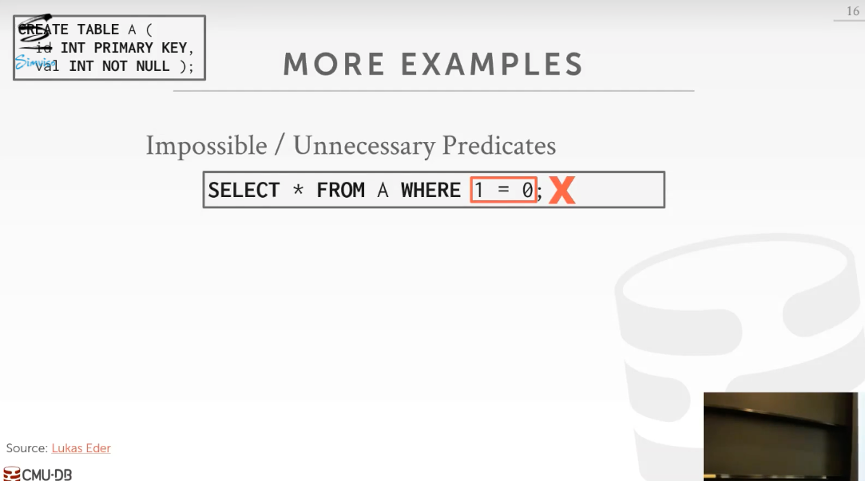 16
CREATE TABLE A (
id INT PRIMARY KEY,
val INT NOT NULL );
Simwise
MORE EXAMPLES
Impossible / Unnecessary Predicates
SELECT * FROM A WHERE 1 = 0; X
Source: Lukas Eder
CMU·DB